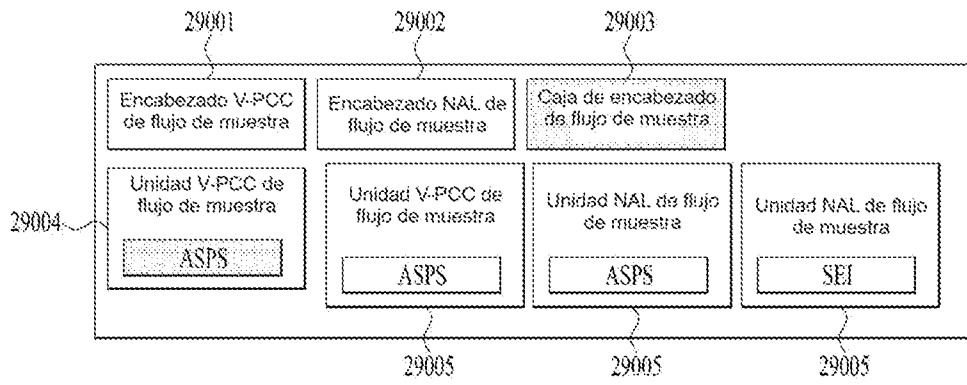 29001
29002
29003
Encabezado V-PCC
de flujo de muestra
Encabezado NAL de
flujo de muestra
Caja de encabezado
de flujo de muestra
29004
Unidad V-PCC de
flujo de muestra
ASPS
Unidad V-PCC de
flujo de muestra
ASPS
Unidad NAL de flujo
de muestra
ASPS
Unidad NAL de flujo
de muestra
SEI
29005
29005
29005